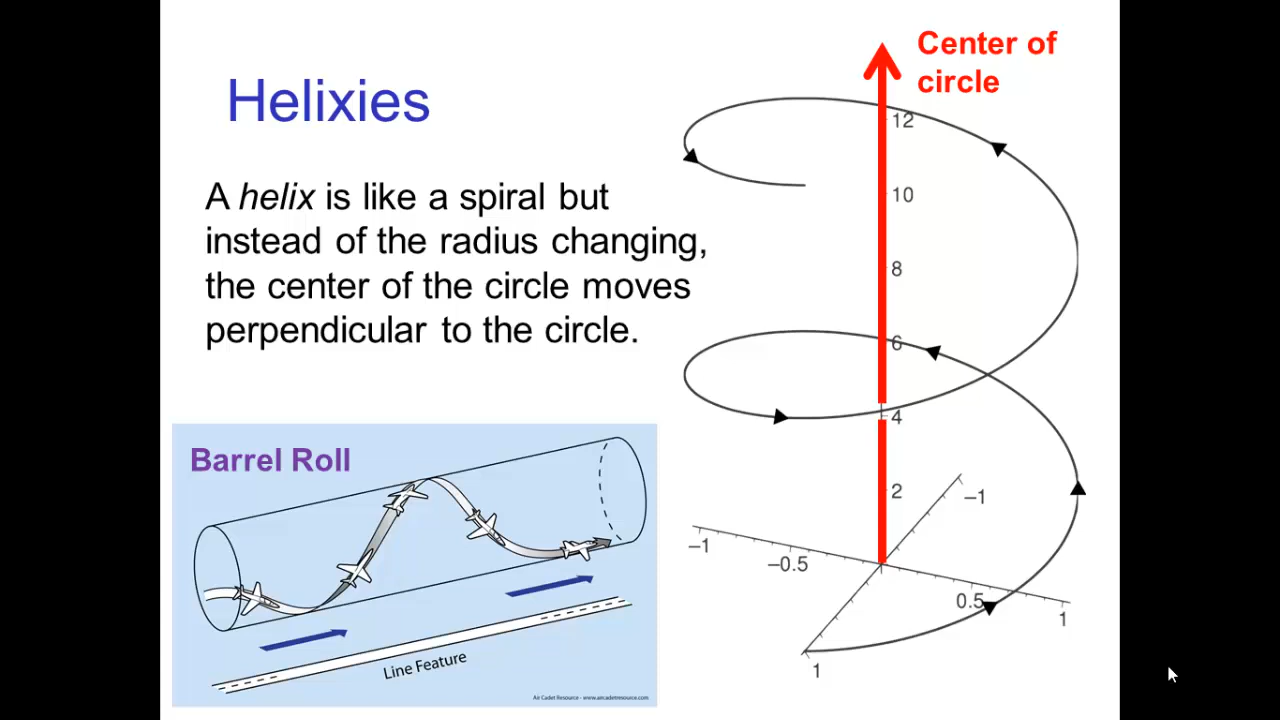 Helixies
A helix is like a spiral but
instead of the radius changing,
the center of the circle moves
perpendicular to the circle.
Center of
circle
12
10
8
6
4
2
–1
–1
–0.5
0.5
1
1
Barrel Roll
Line Feature
Air Cadet Resource - www.aircadetresource.com